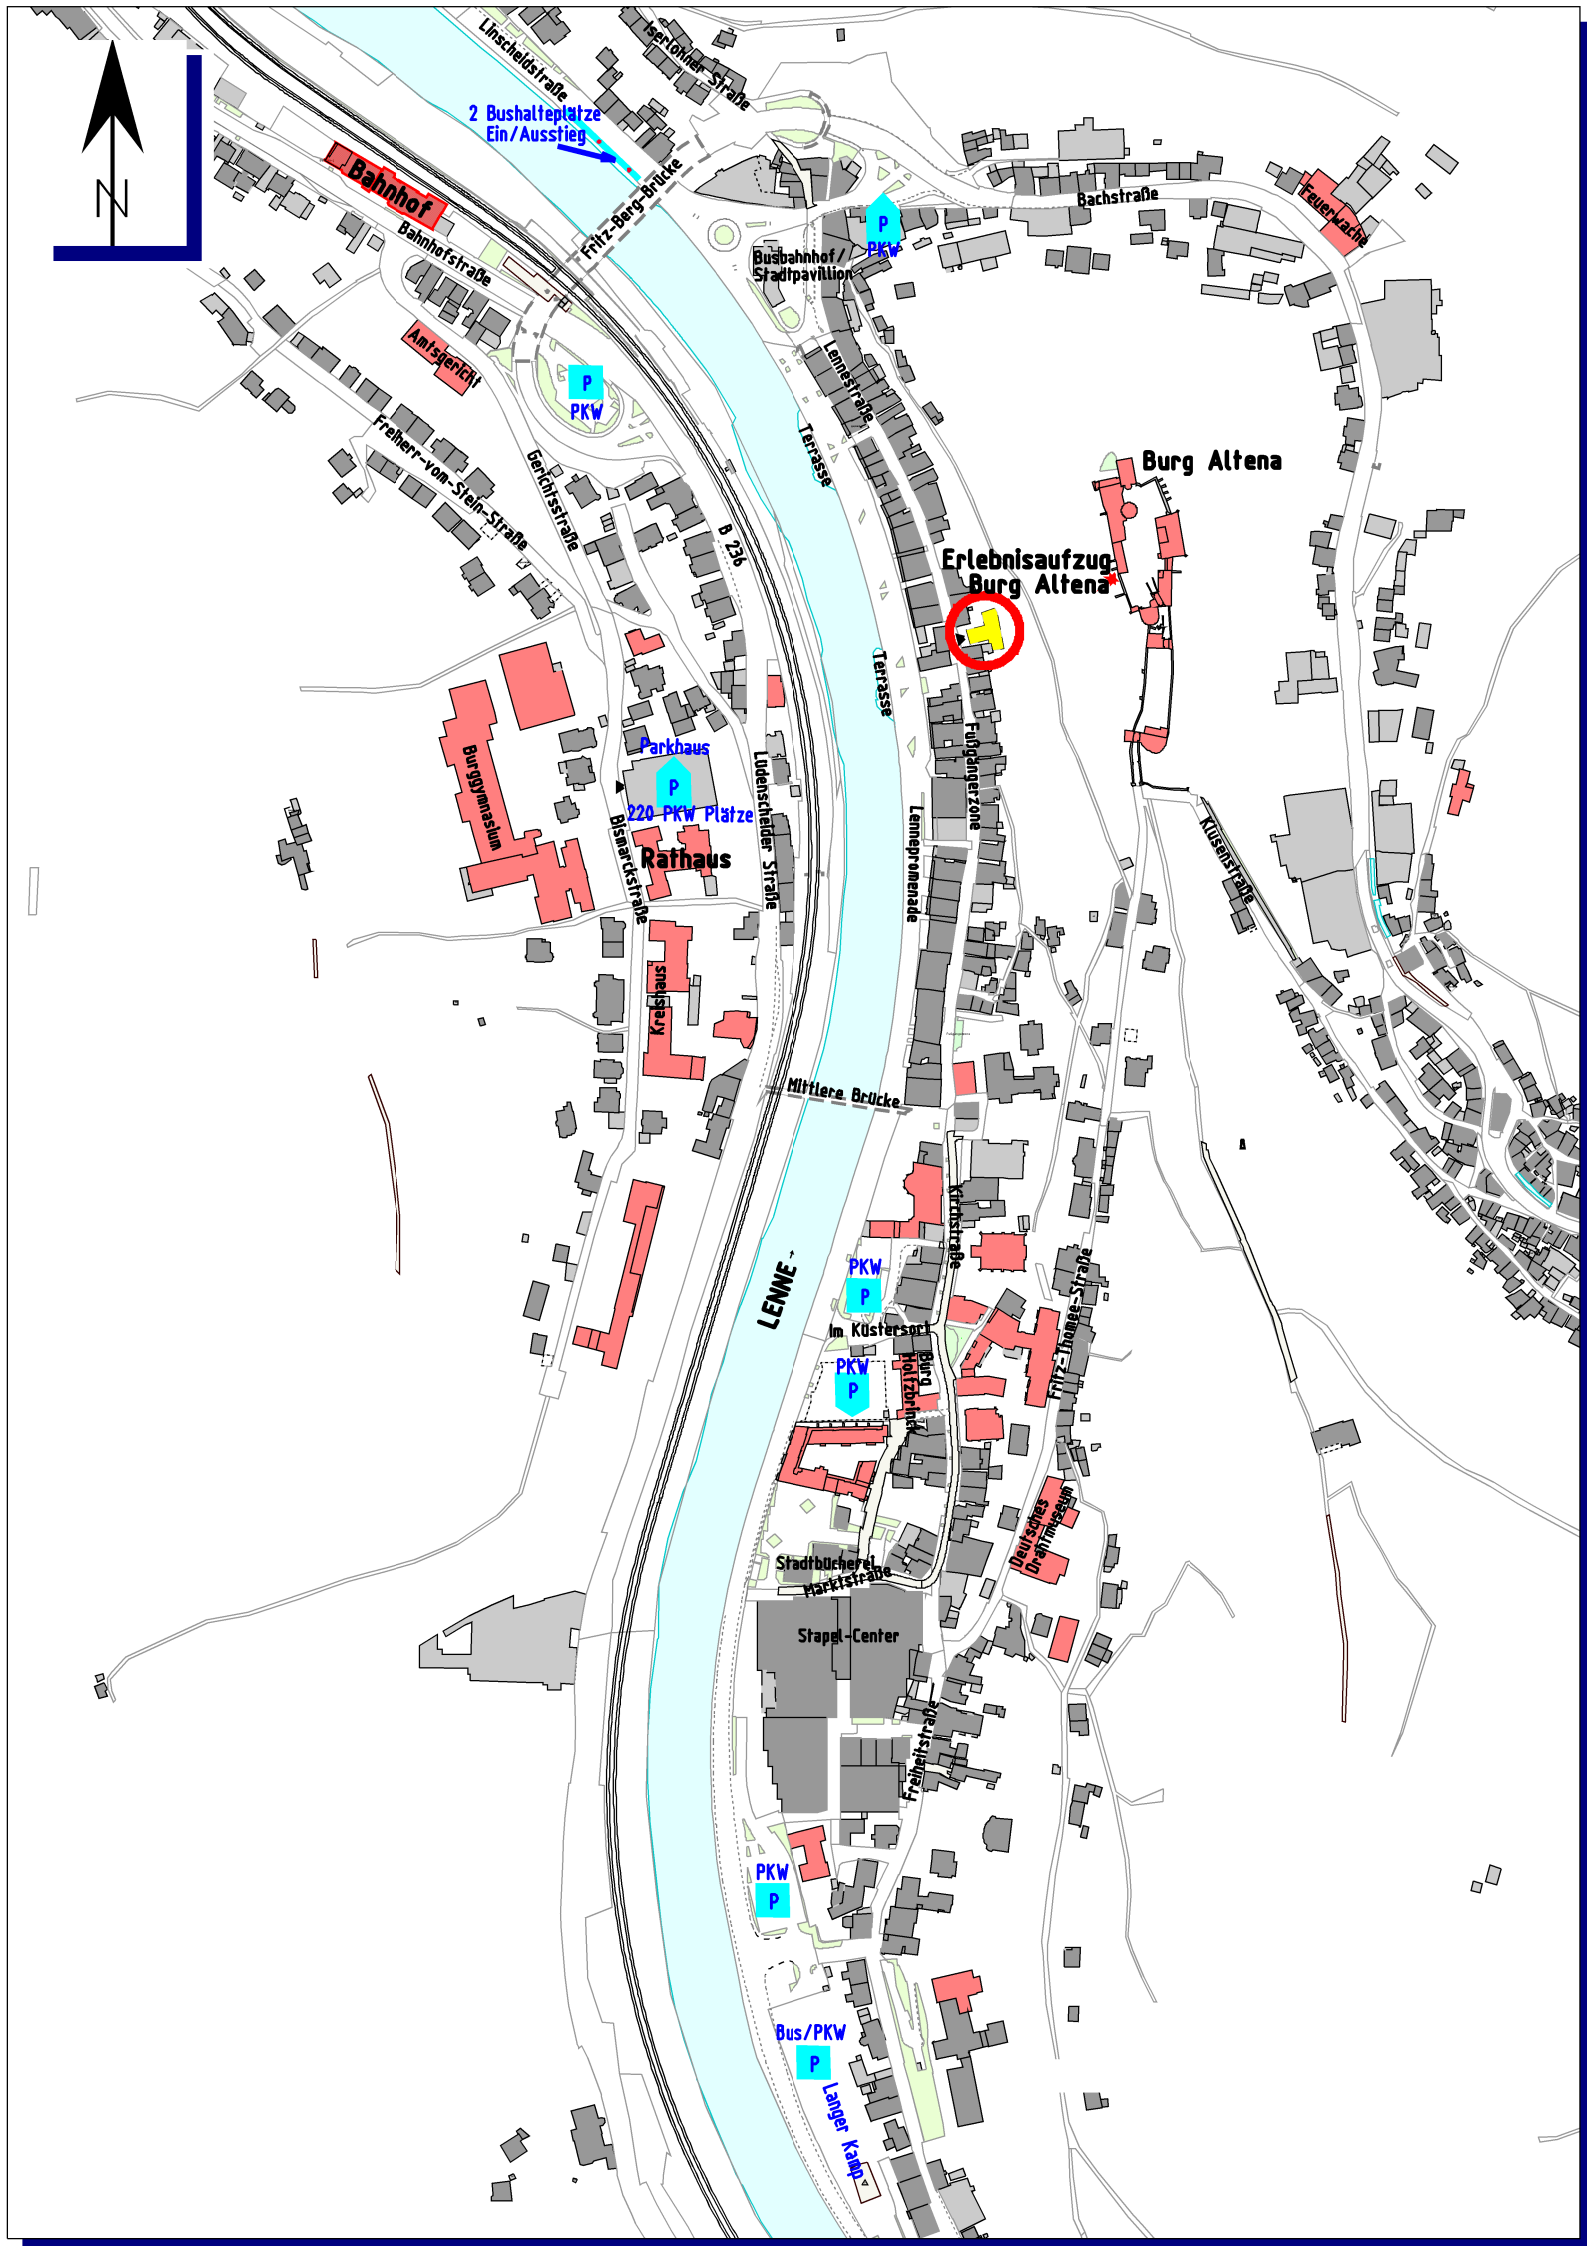 Linscheidstraße
Iserlohner Straße
2 Bushalteplätze
Ein/Ausstieg
N
Bahnhof
Fritz-Berg-Brücke
Bahnhofstraße
P
PKW
Bachstraße
Feuerwache
Busbahnhof/
Stadtpavillion
Amtsgericht
P
PKW
Lennestraße
Terrasse
Freiherr-vom-Stein-Straße
Gerichtsstraße
B 236
Burg Altena
Erlebnisaufzug
Burg Altena
Terrasse
Fußgängerzone
Burggymnasium
Parkhaus
P
220 PKW Plätze
Lüdenscheider Straße
Bismarckstraße
Rathaus
Lennepromenade
Klusenstraße
Kreishaus
Mittlere Brücke
Kirchstraße
LENNE →
PKW
P
Im Küstersort
Fritz-Thomee-Straße
PKW
P
Burg
Holtzbrinck
Deutsches
Drahtmuseum
Stadtbücherei
Marktstraße
Stapel-Center
Freiheitstraße
PKW
P
Bus/PKW
P
Langer Kamp